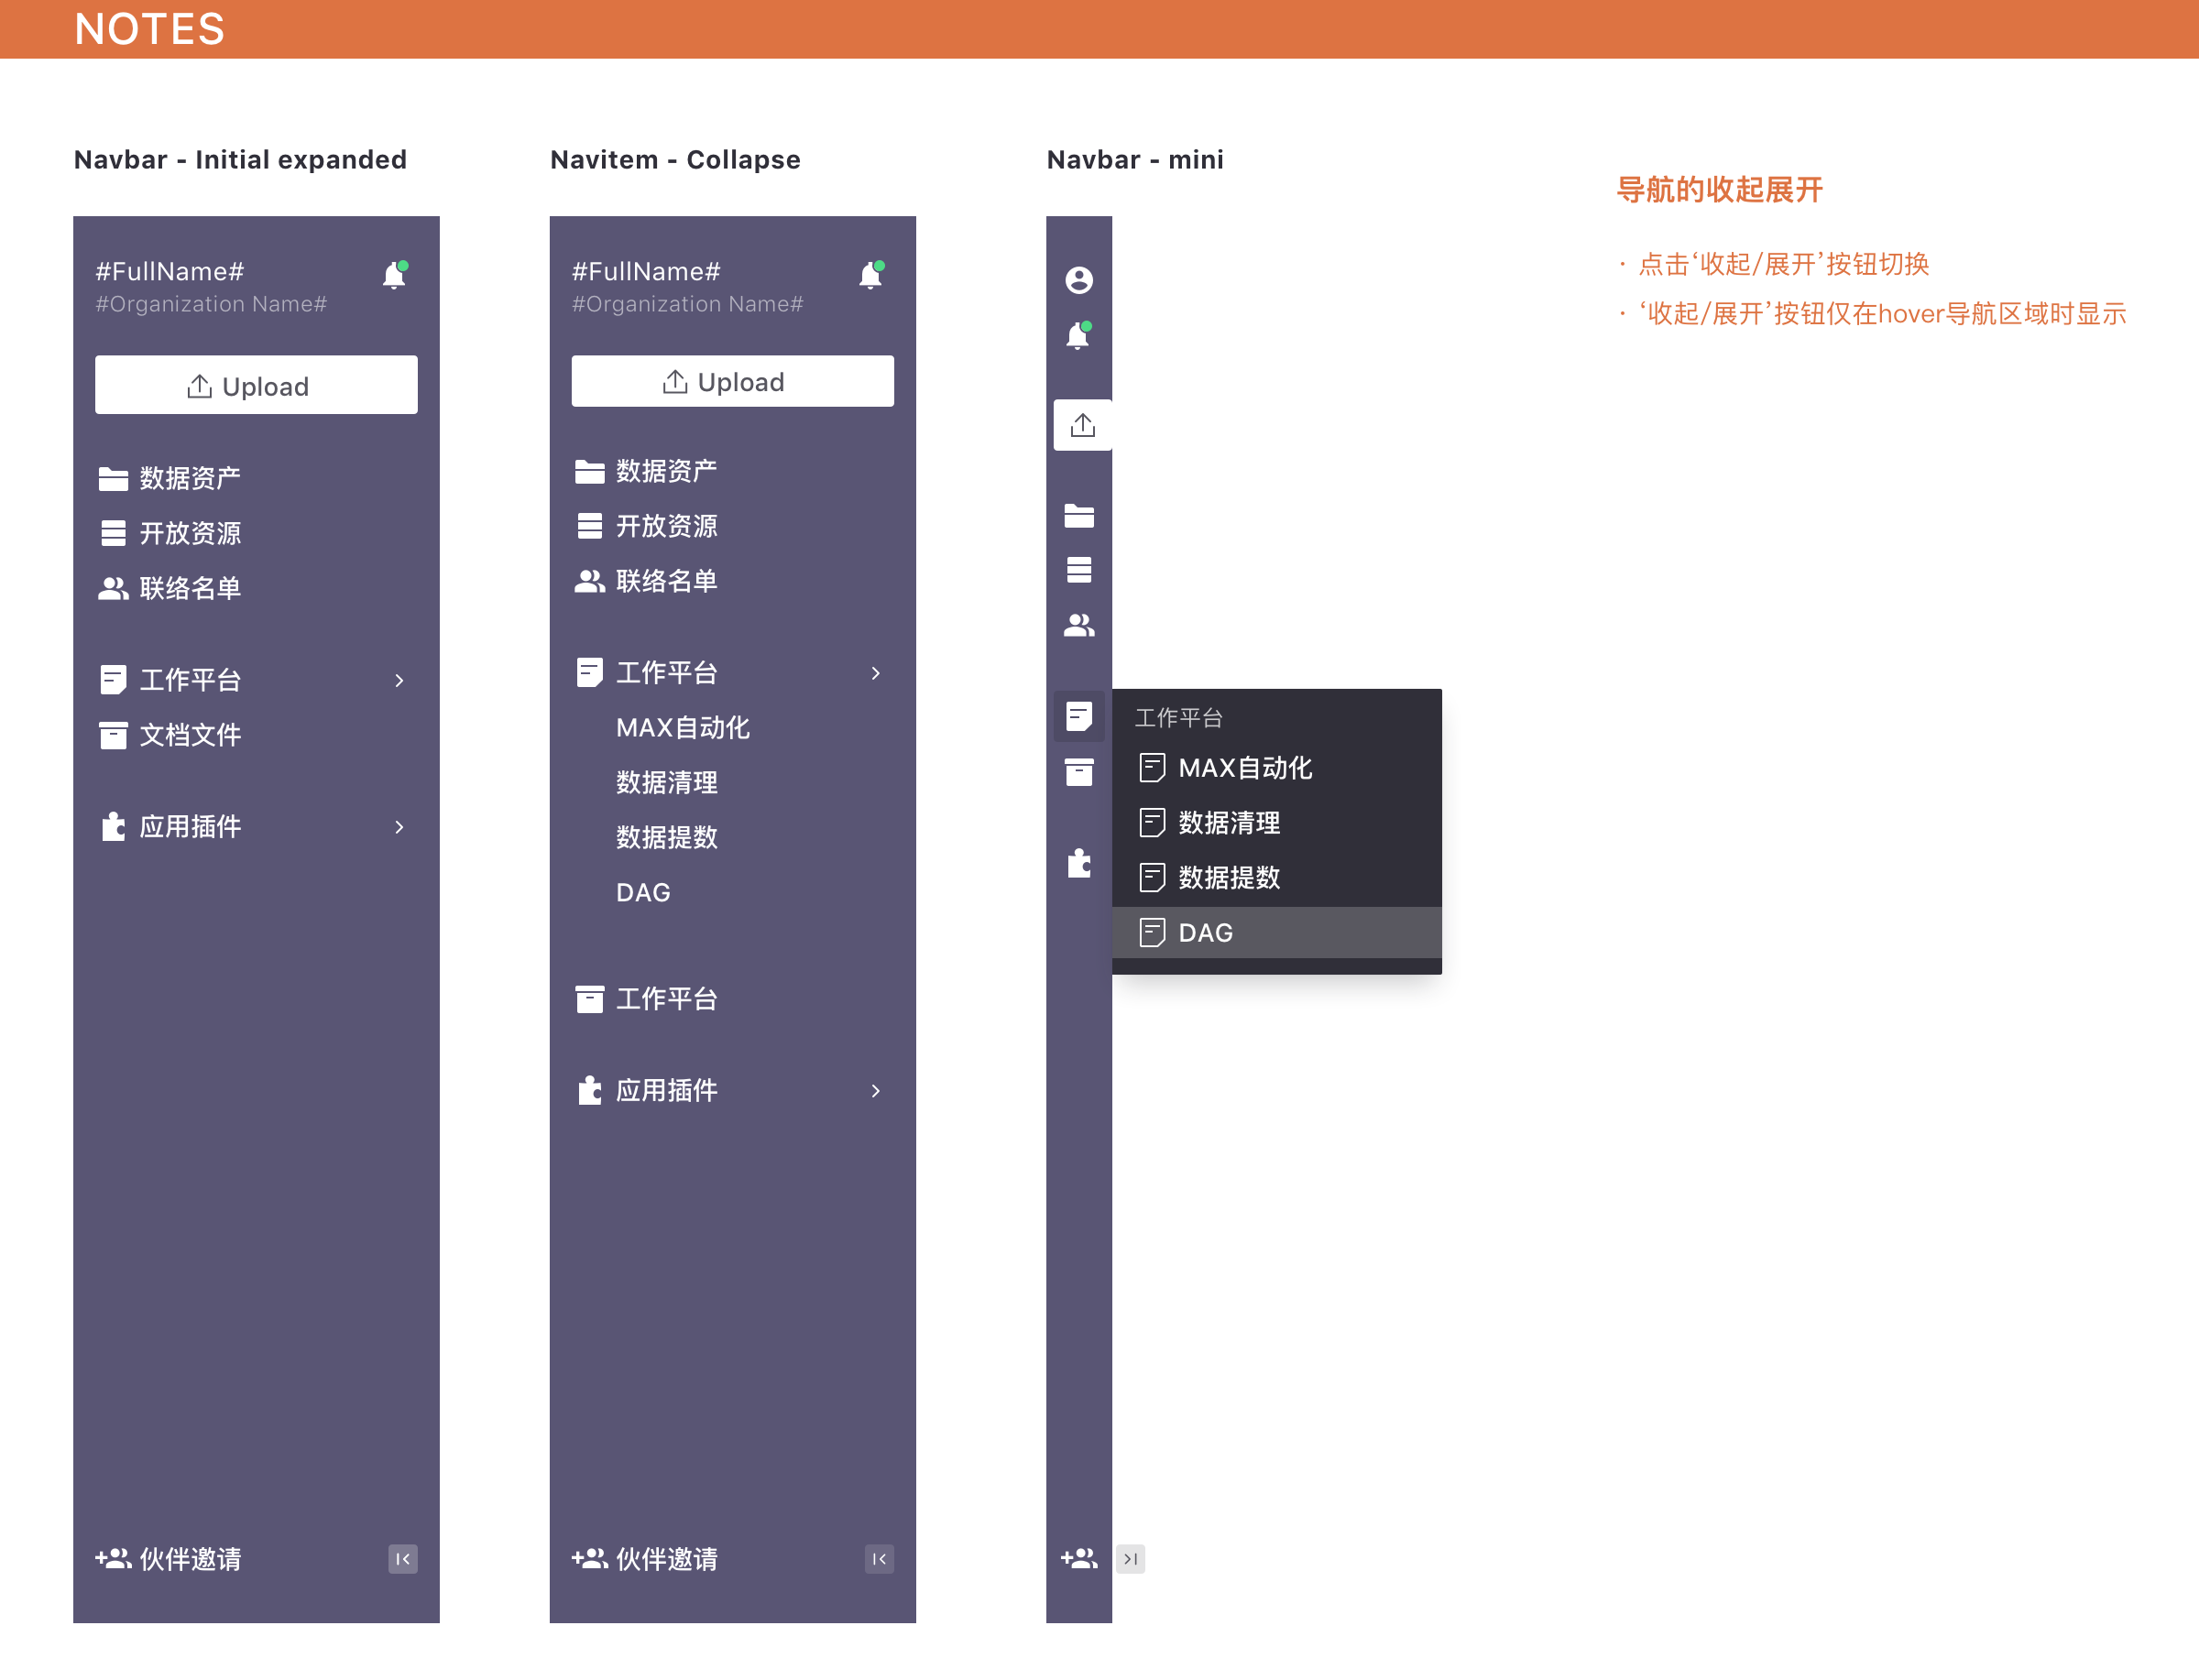 NOTES
Navbar - Initial expanded
#FullName#
#Organization Name#
Upload
数据资产
开放资源
联络名单
工作平台
文档文件
应用插件
伙伴邀请
Navitem - Collapse
#FullName#
#Organization Name#
Upload
数据资产
开放资源
联络名单
工作平台
MAX自动化
数据清理
数据提数
DAG
工作平台
应用插件
伙伴邀请
Navbar - mini
工作平台
MAX自动化
数据清理
数据提数
DAG
导航的收起展开
· 点击‘收起/展开’按钮切换
· ‘收起/展开’按钮仅在hover导航区域时显示